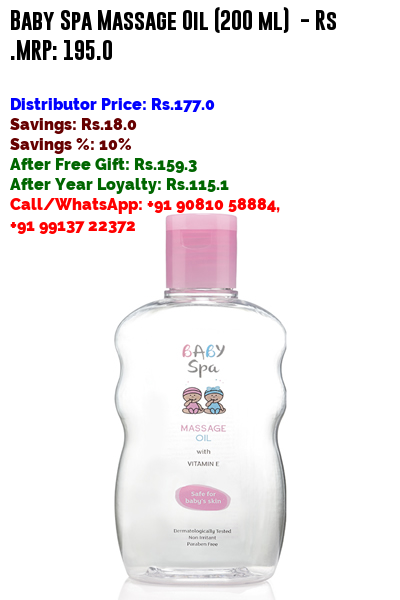 Baby Spa Massage Oil (200 ml) - Rs
.MRP: 195.0
Distributor Price: Rs.177.0
Savings: Rs.18.0
Savings %: 10%
After Free Gift: Rs.159.3
After Year Loyalty: Rs.115.1
Call/WhatsApp: +91 90810 58884,
+91 99137 22372
BABY
Spa
MASSAGE
OIL
with
VITAMIN E
Safe for
baby's skin
Dermatologically Tested
Non Irritant
Paraben Free